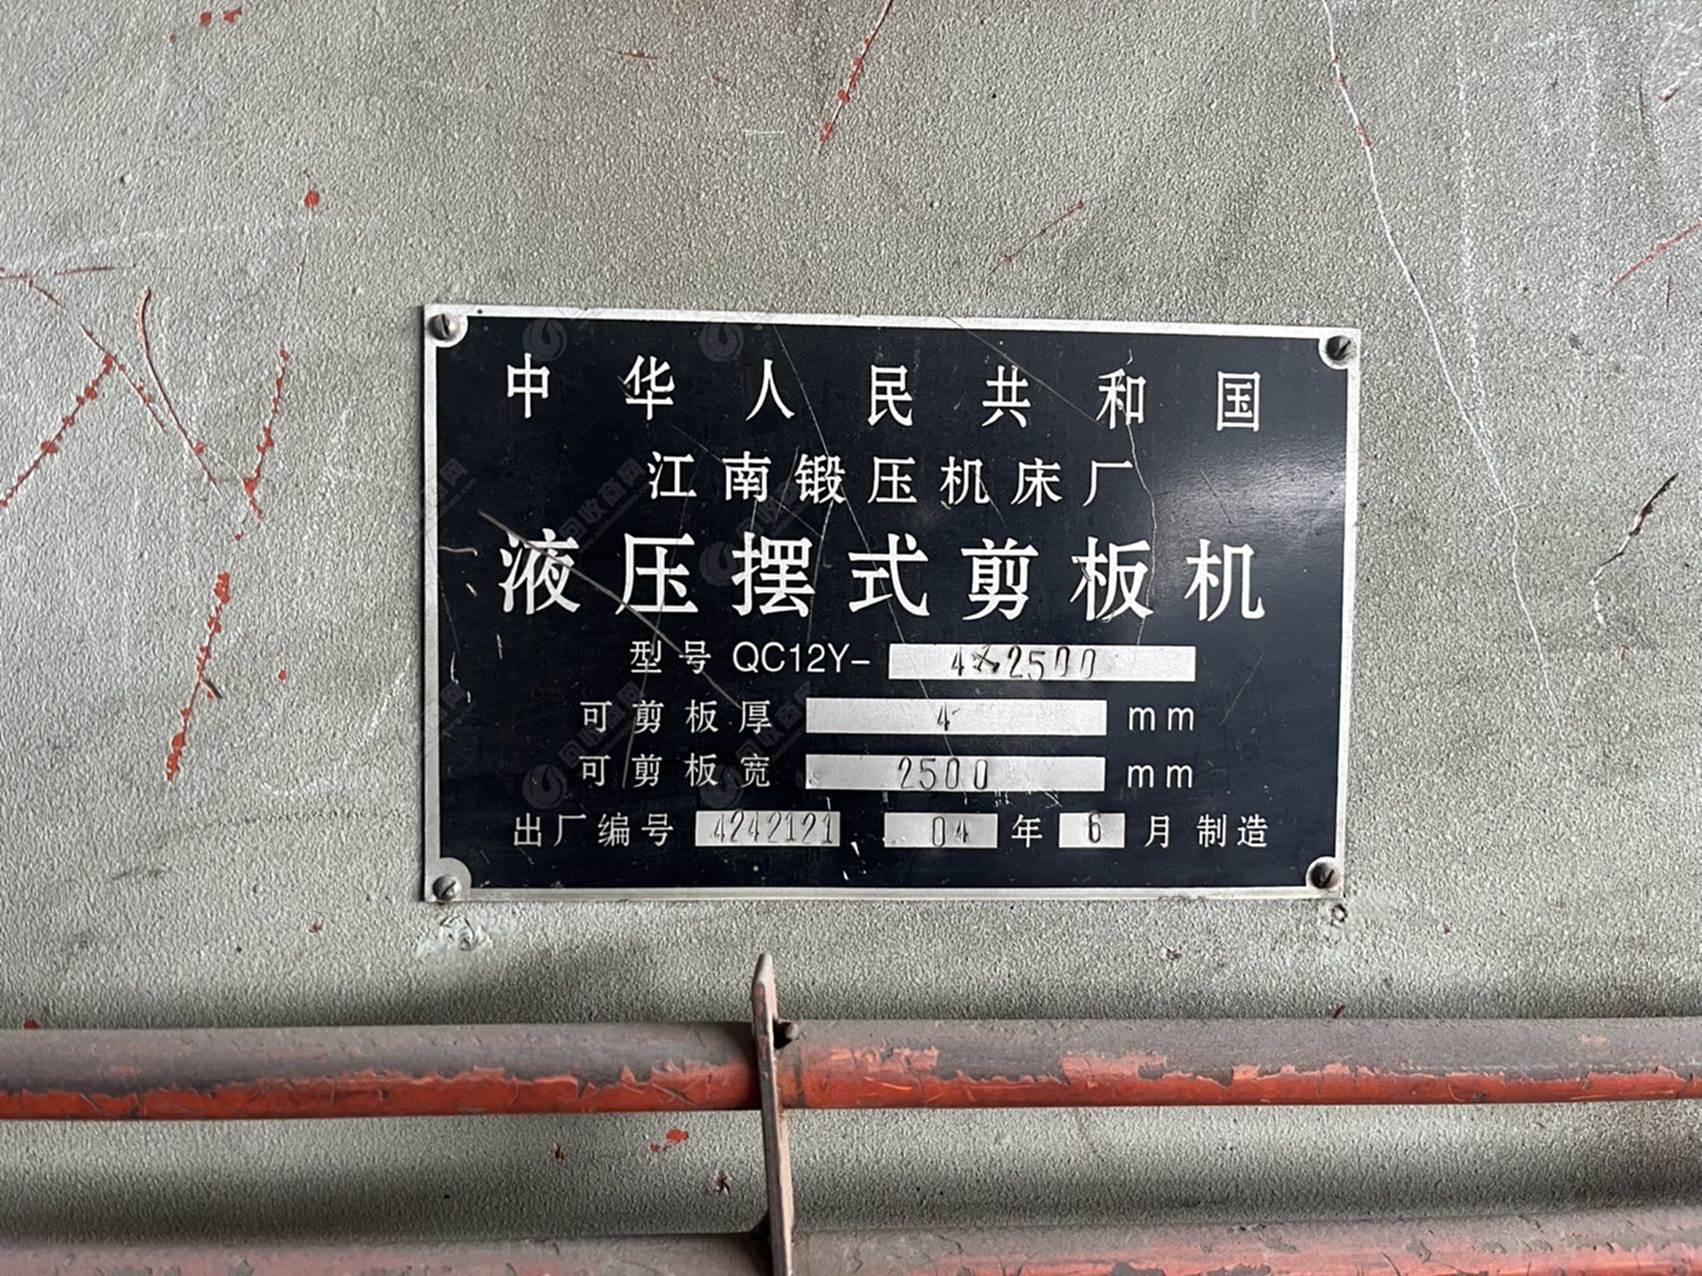 中华人民共和国
江南锻压机床厂
液压摆式剪板机
型号 QC12Y- 4×2500
可剪板厚 4 mm
可剪板宽 2500 mm
出厂编号 4242121 04 年 6 月 制造